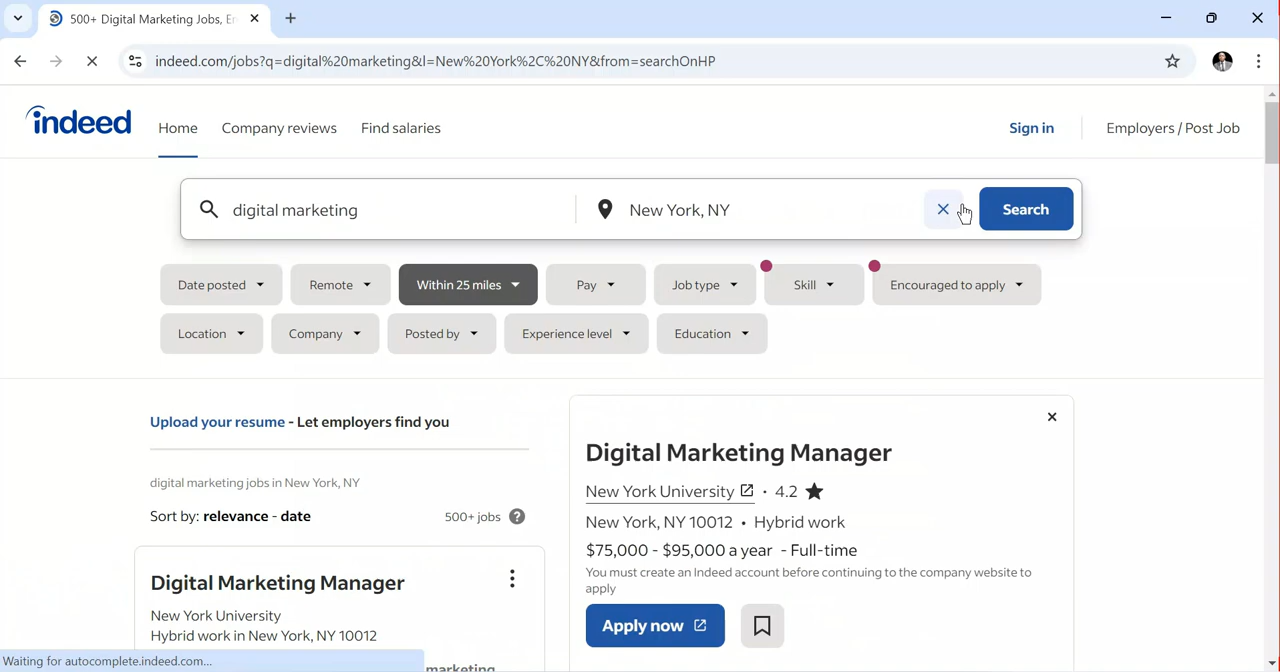 500+ Digital Marketing Jobs, E
indeed.com/jobs?q=digital%20marketing&l=New%20York%2C%20NY&from=searchOnHP
indeed Home Company reviews Find salaries Sign in Employers / Post Job
digital marketing New York, NY Search
Date posted Remote Within 25 miles Pay Job type Skill Encouraged to apply
Location Company Posted by Experience level Education
Upload your resume - Let employers find you
digital marketing jobs in New York, NY
Sort by: relevance - date 500+ jobs ?
Digital Marketing Manager
New York University
Hybrid work in New York, NY 10012
marketing
Digital Marketing Manager
New York University · 4.2
New York, NY 10012 • Hybrid work
$75,000 - $95,000 a year - Full-time
You must create an Indeed account before continuing to the company website to
apply
Apply now
Waiting for autocomplete.indeed.com...